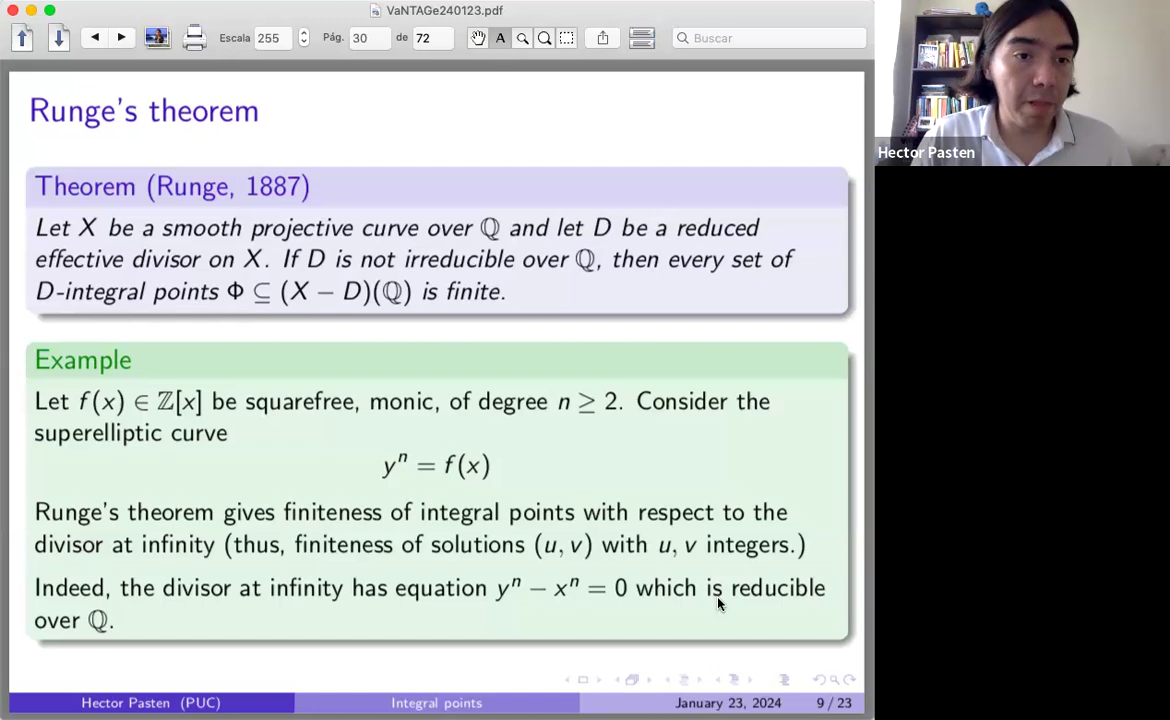 VaNTAGe240123.pdf
Escala 255 Pág. 30 de 72 A Buscar
Runge's theorem
Theorem (Runge, 1887)
Let X be a smooth projective curve over ℚ and let D be a reduced
effective divisor on X. If D is not irreducible over ℚ, then every set of
D-integral points Φ ⊆ (X − D)(ℚ) is finite.
Example
Let f(x) ∈ ℤ[x] be squarefree, monic, of degree n ≥ 2. Consider the
superelliptic curve
yⁿ = f(x)
Runge's theorem gives finiteness of integral points with respect to the
divisor at infinity (thus, finiteness of solutions (u, v) with u, v integers.)
Indeed, the divisor at infinity has equation yⁿ − xⁿ = 0 which is reducible
over ℚ.
Hector Pasten (PUC) Integral points January 23, 2024 9 / 23
Hector Pasten